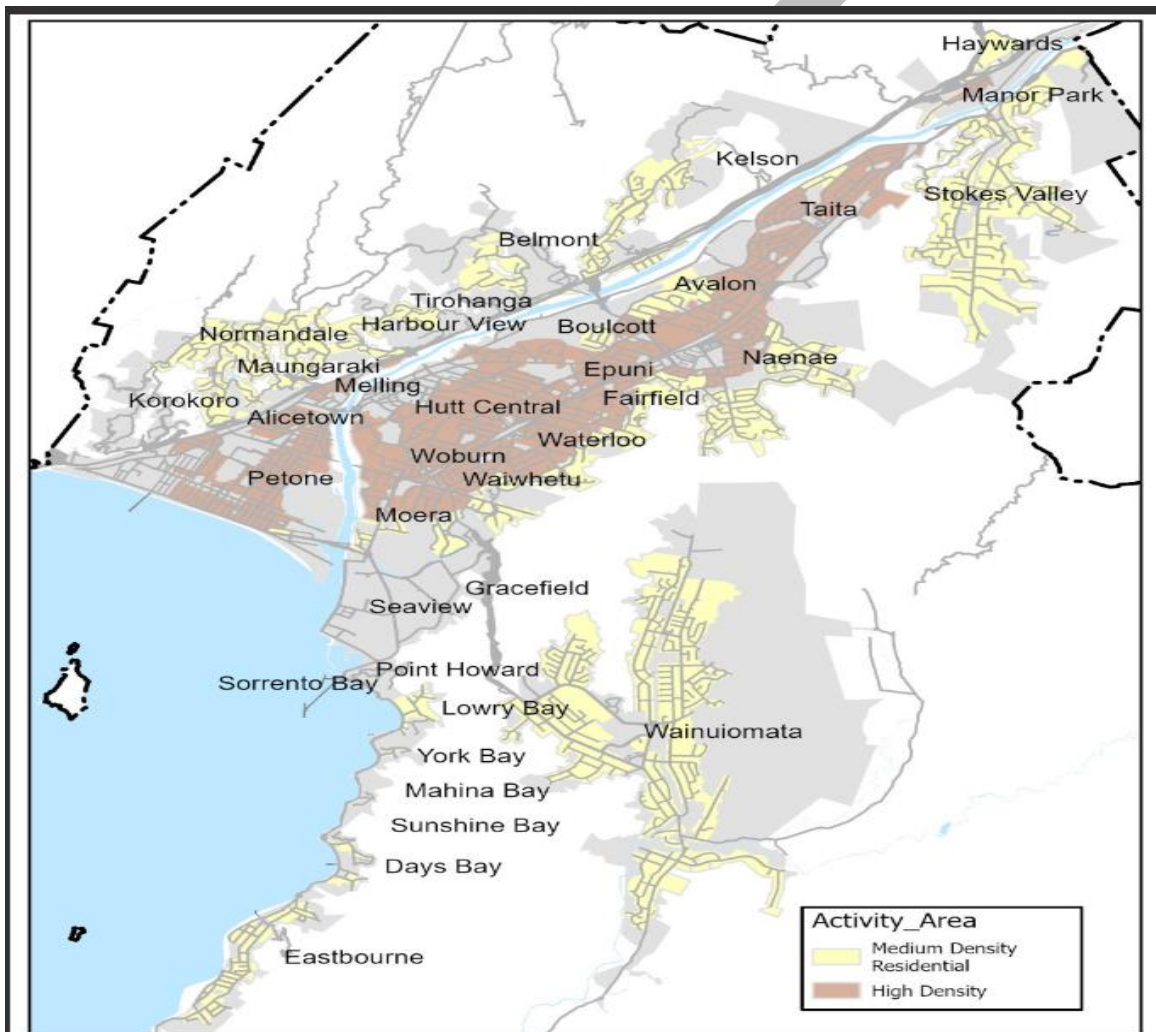 Haywards
Manor Park
Kelson
Stokes Valley
Taita
Belmont
Avalon
Tirohanga
Harbour View
Boulcott
Normandale
Naenae
Maungaraki
Epuni
Melling
Fairfield
Korokoro
Hutt Central
Alicetown
Waterloo
Woburn
Petone
Waiwhetu
Moera
Gracefield
Seaview
Point Howard
Sorrento Bay
Lowry Bay
Wainuiomata
York Bay
Mahina Bay
Sunshine Bay
Days Bay
Eastbourne
Activity_Area
Medium Density
Residential
High Density